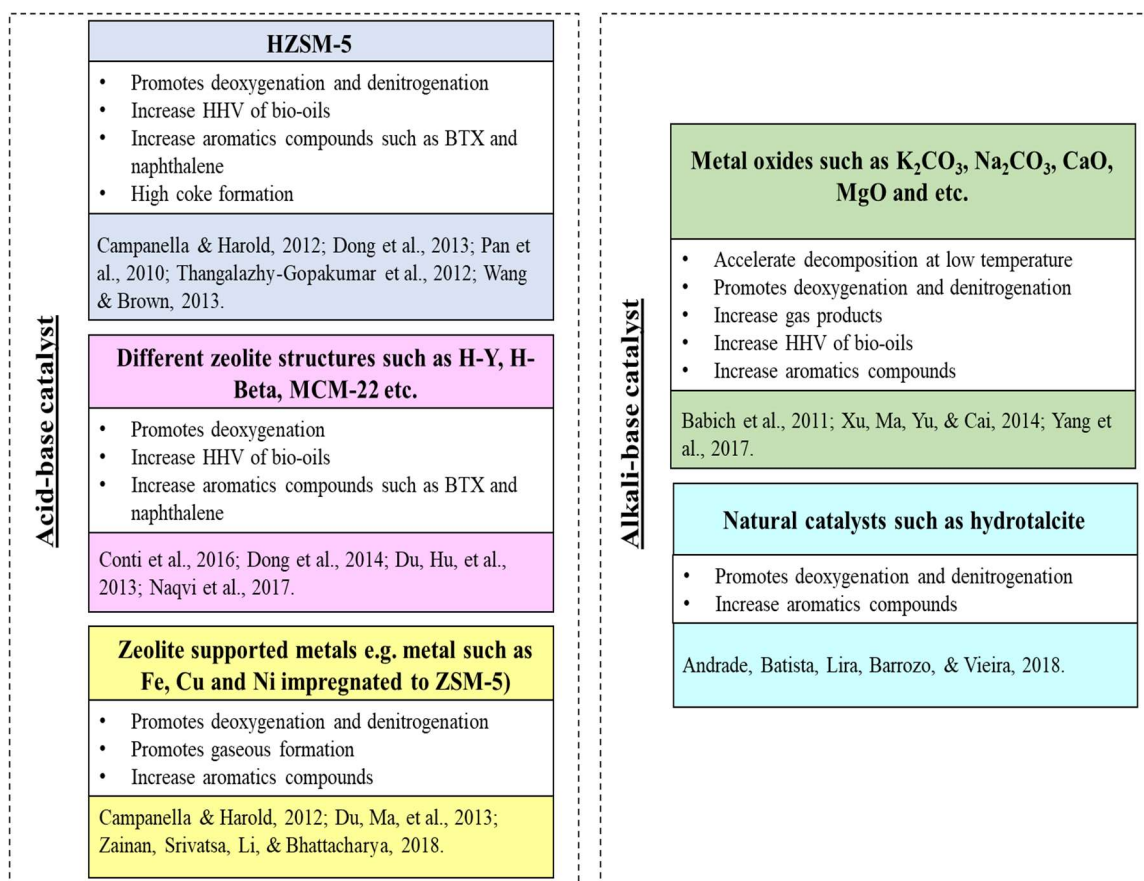 Acid-base catalyst
HZSM-5
• Promotes deoxygenation and denitrogenation
• Increase HHV of bio-oils
• Increase aromatics compounds such as BTX and
naphthalene
• High coke formation
Campanella & Harold, 2012; Dong et al., 2013; Pan et
al., 2010; Thangalazhy-Gopakumar et al., 2012; Wang
& Brown, 2013.
Different zeolite structures such as H-Y, H-
Beta, MCM-22 etc.
• Promotes deoxygenation
• Increase HHV of bio-oils
• Increase aromatics compounds such as BTX and
naphthalene
Conti et al., 2016; Dong et al., 2014; Du, Hu, et al.,
2013; Naqvi et al., 2017.
Zeolite supported metals e.g. metal such as
Fe, Cu and Ni impregnated to ZSM-5)
• Promotes deoxygenation and denitrogenation
• Promotes gaseous formation
• Increase aromatics compounds
Campanella & Harold, 2012; Du, Ma, et al., 2013;
Zainan, Srivatsa, Li, & Bhattacharya, 2018.
Alkali-base catalyst
Metal oxides such as K₂CO₃, Na₂CO₃, CaO,
MgO and etc.
• Accelerate decomposition at low temperature
• Promotes deoxygenation and denitrogenation
• Increase gas products
• Increase HHV of bio-oils
• Increase aromatics compounds
Babich et al., 2011; Xu, Ma, Yu, & Cai, 2014; Yang et
al., 2017.
Natural catalysts such as hydrotalcite
• Promotes deoxygenation and denitrogenation
• Increase aromatics compounds
Andrade, Batista, Lira, Barrozo, & Vieira, 2018.